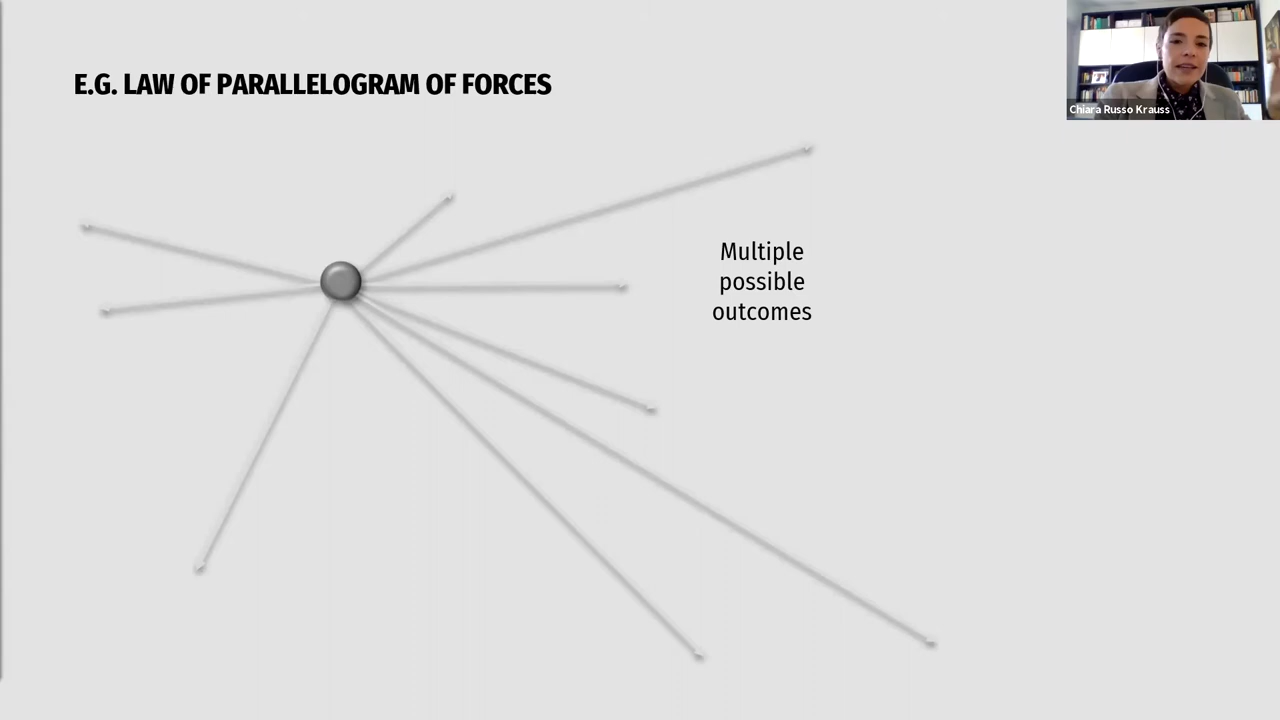 E.G. LAW OF PARALLELOGRAM OF FORCES
Chiara Russo Krauss
Multiple
possible
outcomes